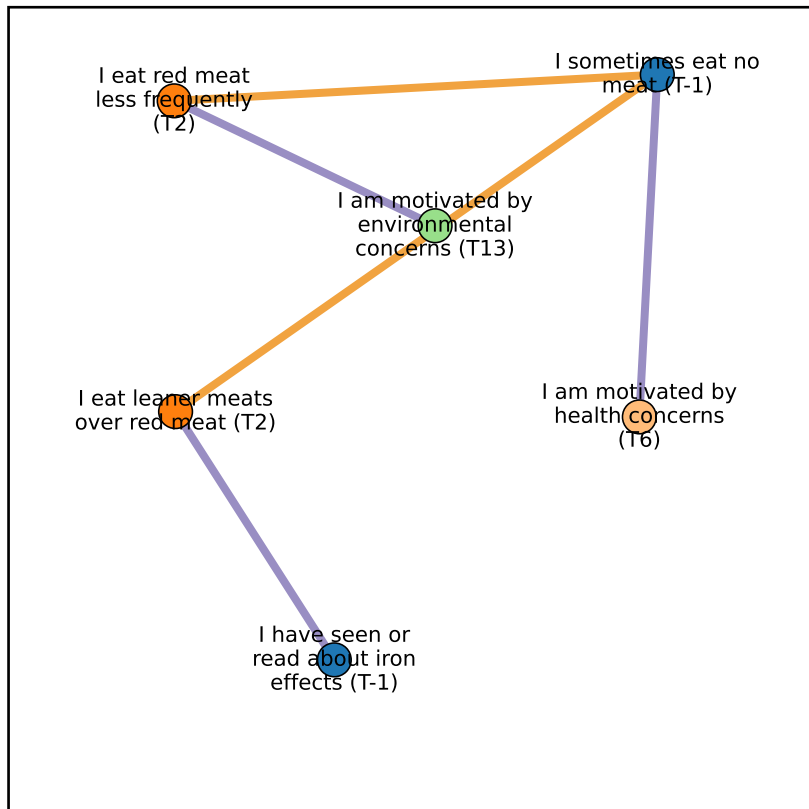 I eat red meat
less frequently
(T2)
I sometimes eat no
meat (T-1)
I am motivated by
environmental
concerns (T13)
I eat leaner meats
over red meat (T2)
I am motivated by
health concerns
(T6)
I have seen or
read about iron
effects (T-1)